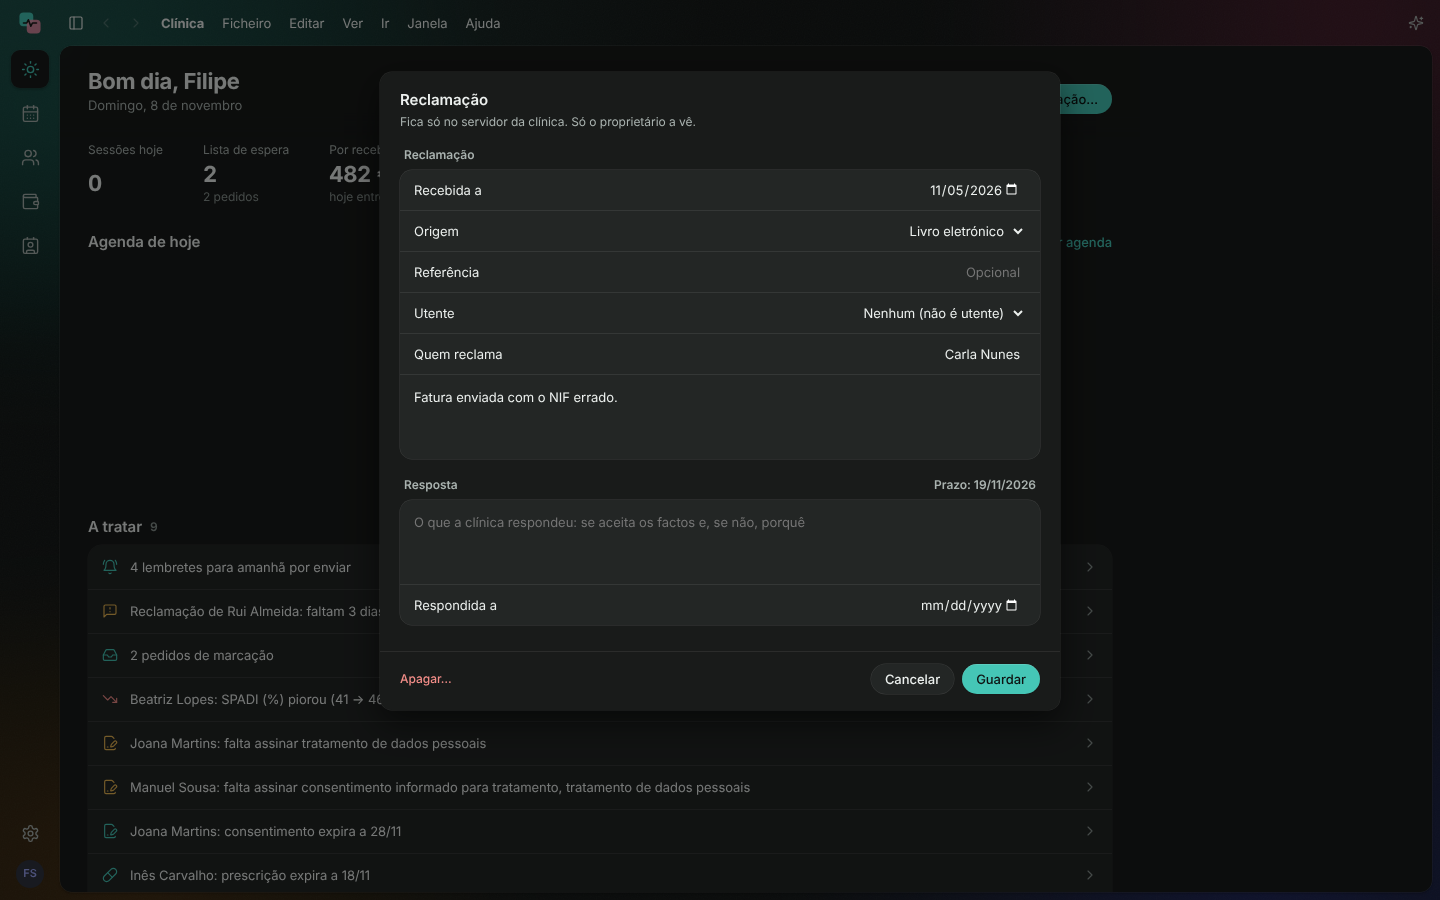 Clínica Ficheiro Editar Ver Ir Janela Ajuda
Bom dia, Filipe
Domingo, 8 de novembro
Sessões hoje
0
Lista de espera
2
2 pedidos
Por receb
482
hoje entr
Agenda de hoje
agenda
ação...
Reclamação
Fica só no servidor da clínica. Só o proprietário a vê.
Reclamação
Recebida a 11/05/2026
Origem Livro eletrónico
Referência Opcional
Utente Nenhum (não é utente)
Quem reclama Carla Nunes
Fatura enviada com o NIF errado.
Resposta Prazo: 19/11/2026
O que a clínica respondeu: se aceita os factos e, se não, porquê
Respondida a mm/dd/yyyy
Apagar... Cancelar Guardar
A tratar 9
4 lembretes para amanhã por enviar
Reclamação de Rui Almeida: faltam 3 dias
2 pedidos de marcação
Beatriz Lopes: SPADI (%) piorou (41 → 46
Joana Martins: falta assinar tratamento de dados pessoais
Manuel Sousa: falta assinar consentimento informado para tratamento, tratamento de dados pessoais
Joana Martins: consentimento expira a 28/11
Inês Carvalho: prescrição expira a 18/11
FS